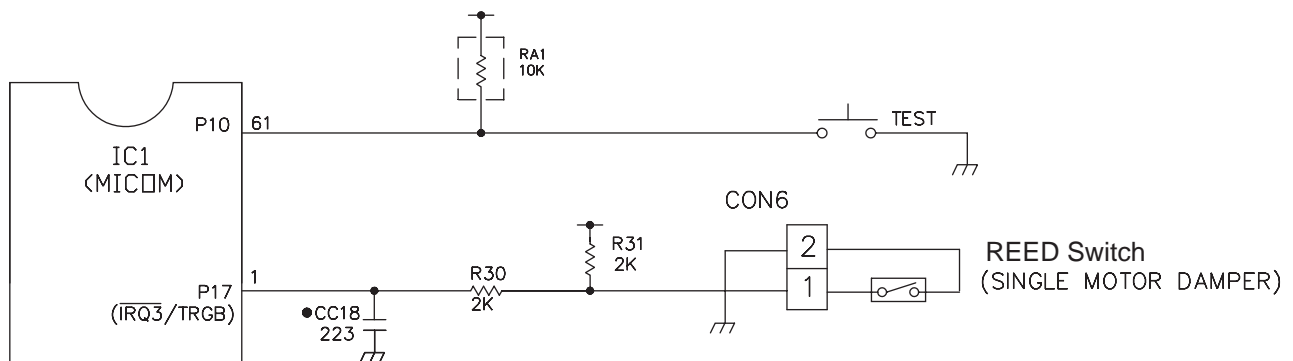 RA1
10K
P10
61
TEST
IC1
(MICOM)
CON6
2
REED Switch
R31
2K
(SINGLE MOTOR DAMPER)
1
R30
2K
1
P17
(IRQ3/TRGB)
●CC18
223